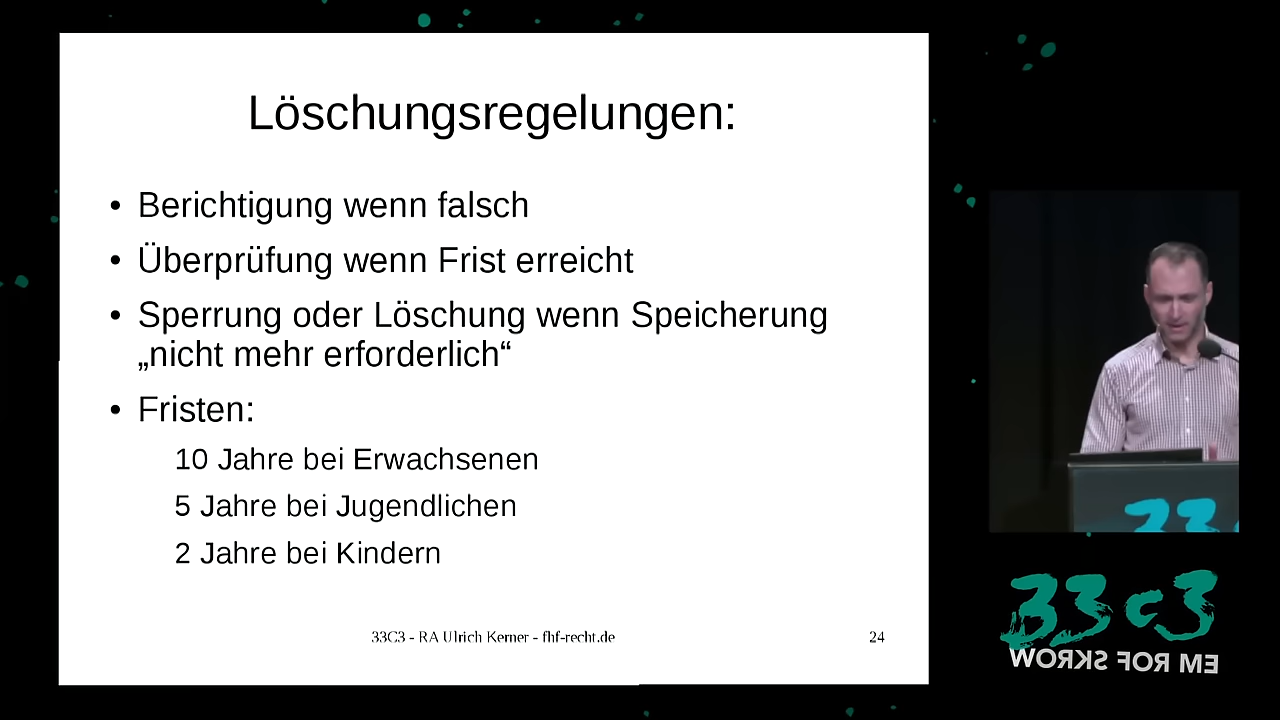 Löschungsregelungen:
• Berichtigung wenn falsch
• Überprüfung wenn Frist erreicht
• Sperrung oder Löschung wenn Speicherung
„nicht mehr erforderlich“
• Fristen:
10 Jahre bei Erwachsenen
5 Jahre bei Jugendlichen
2 Jahre bei Kindern
33C3 - RA Ulrich Kerner - fhf-recht.de
24
33C
33c3
WORKS FOR ME